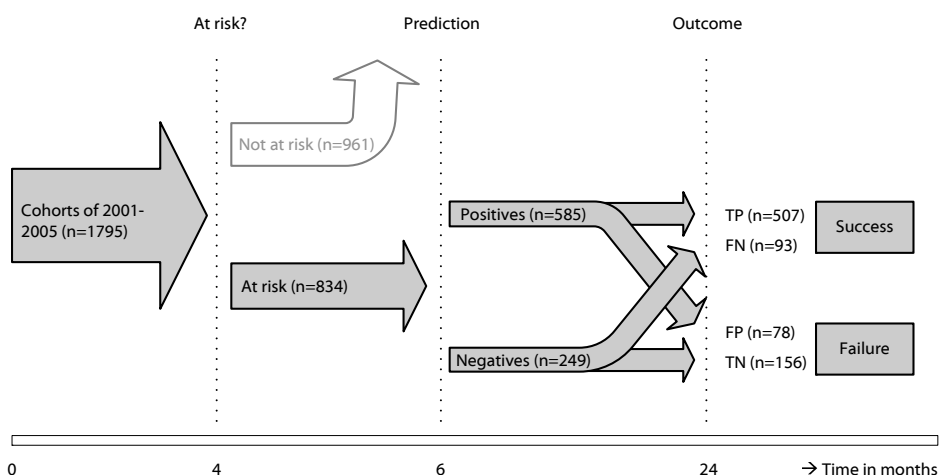 At risk?
Prediction
Outcome
Not at risk (n=961)
Cohorts of 2001-
2005 (n=1795)
Positives (n=585)
TP (n=507)
FN (n=93)
Success
At risk (n=834)
FP (n=78)
TN (n=156)
Failure
Negatives (n=249)
0
4
6
24
→ Time in months